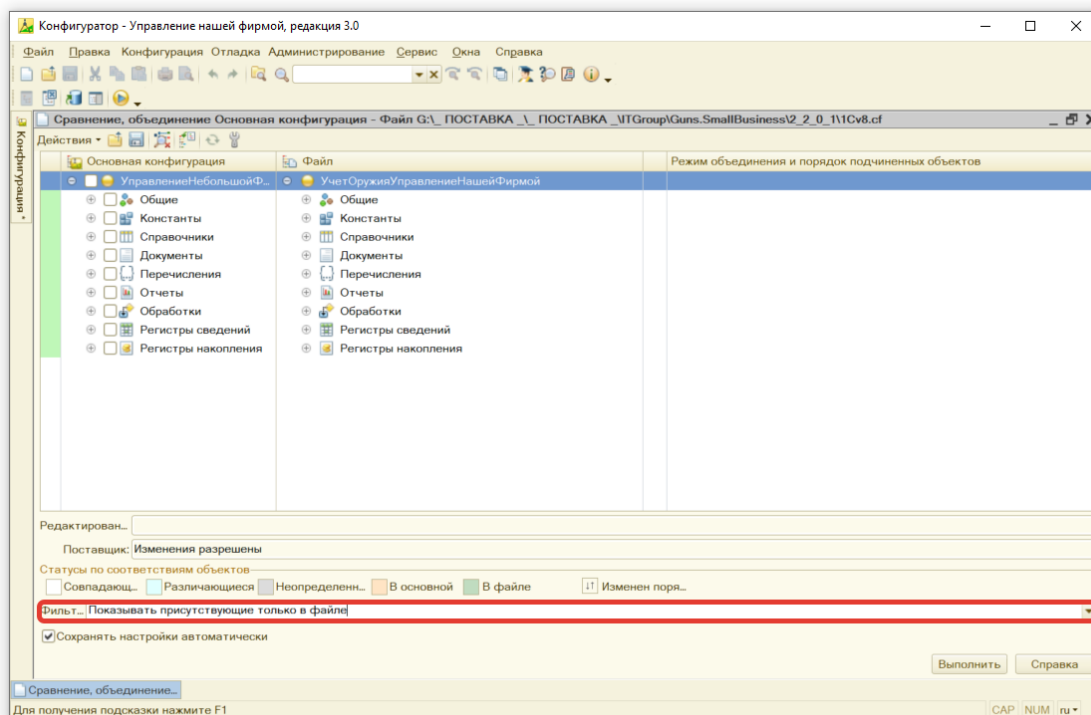 Конфигуратор - Управление нашей фирмой, редакция 3.0
Файл Правка Конфигурация Отладка Администрирование Сервис Окна Справка
Сравнение, объединение Основная конфигурация - Файл G:\_ ПОСТАВКА _\_ ПОСТАВКА _\ITGroup\Guns.SmallBusiness\2_2_0_1\1Cv8.cf
Конфигурация *
Действия
Основная конфигурация Файл Режим объединения и порядок подчиненных объектов
УправлениеНебольшойФ... УчетОружияУправлениеНашейФирмой
Общие Общие
Константы Константы
Справочники Справочники
Документы Документы
Перечисления Перечисления
Отчеты Отчеты
Обработки Обработки
Регистры сведений Регистры сведений
Регистры накопления Регистры накопления
Редактирован...
Поставщик: Изменения разрешены
Статусы по соответствиям объектов
Совпадающ... Различающиеся Неопределенн... В основной В файле Изменен поря...
Фильт... Показывать присутствующие только в файле
Сохранять настройки автоматически
Выполнить Справка
Сравнение, объединение...
Для получения подсказки нажмите F1 CAP NUM ru